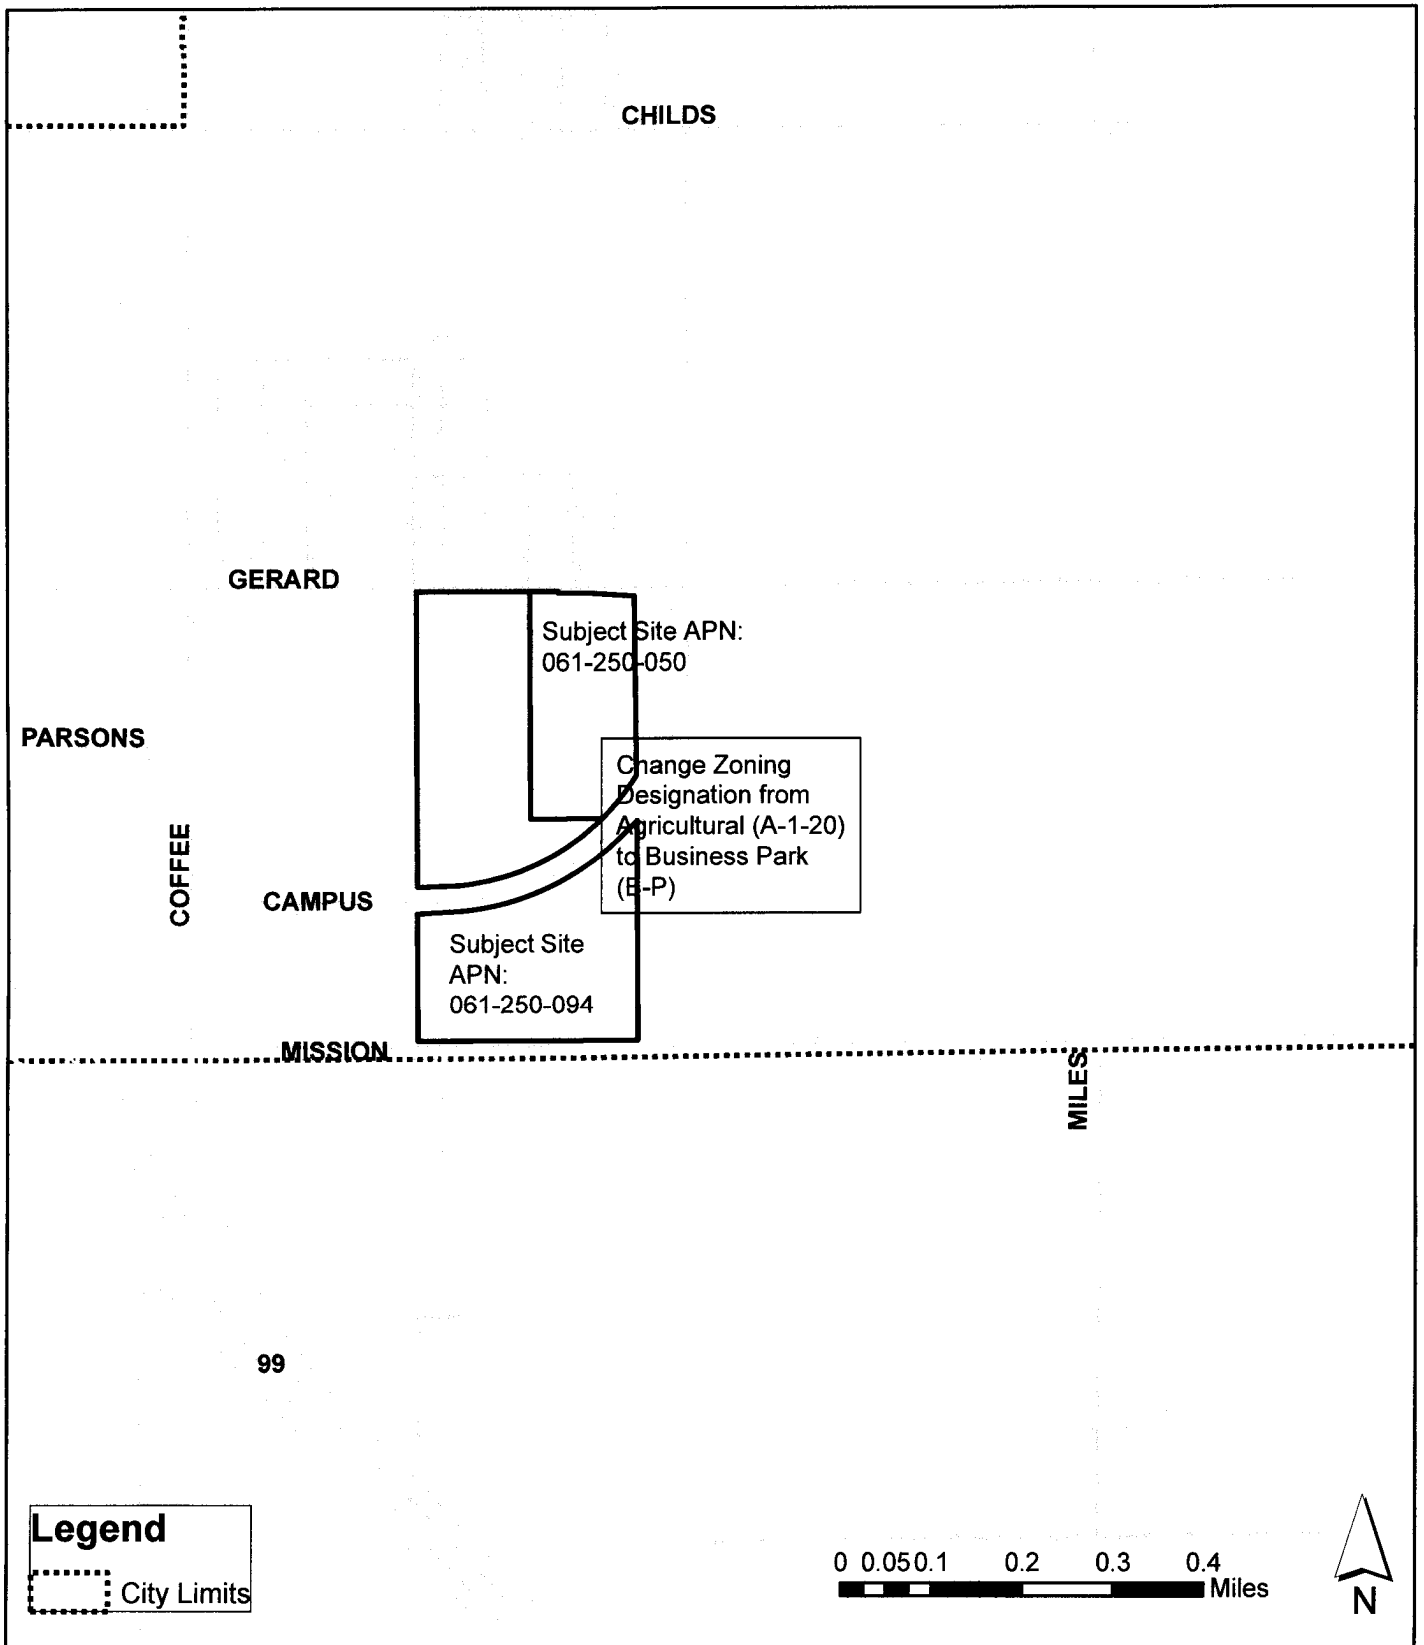 CHILDS
GERARD
Subject Site APN:
061-250-050
PARSONS
Change Zoning
Designation from
Agricultural (A-1-20)
to Business Park
(B-P)
COFFEE
CAMPUS
Subject Site
APN:
061-250-094
MISSION
MILES
99
Legend
City Limits
0 0.05 0.1 0.2 0.3 0.4
Miles
N